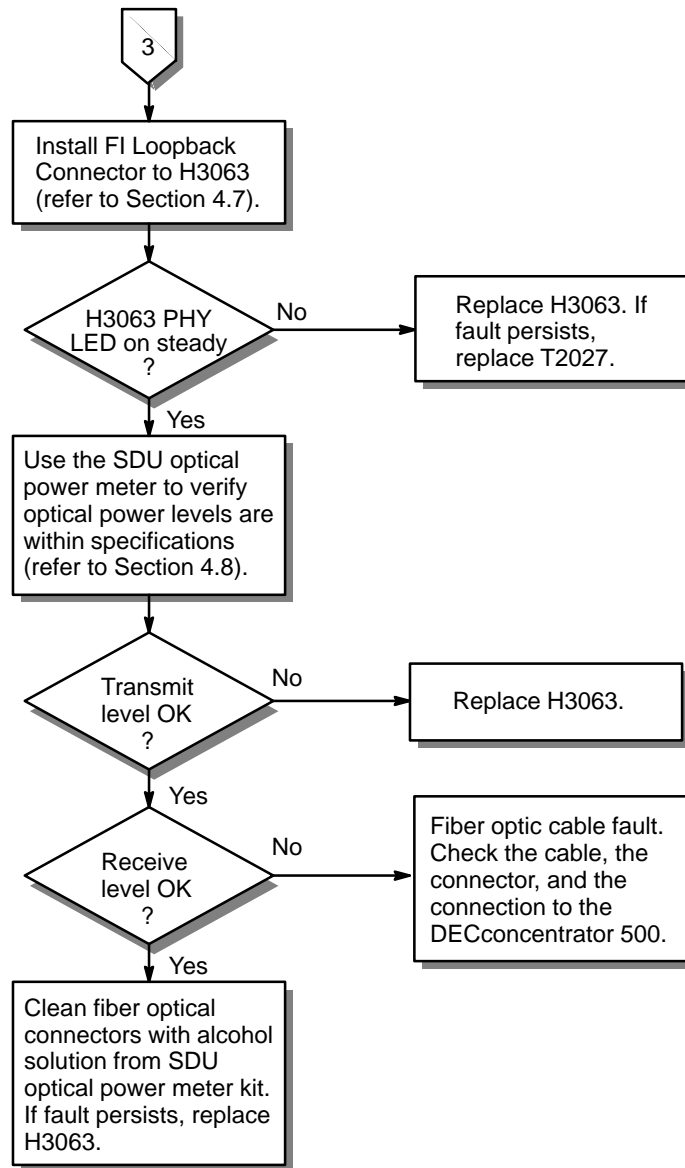 3
Install FI Loopback
Connector to H3063
(refer to Section 4.7).
H3063 PHY
LED on steady
?
No
Replace H3063. If
fault persists,
replace T2027.
Yes
Use the SDU optical
power meter to verify
optical power levels are
within specifications
(refer to Section 4.8).
Transmit
level OK
?
No
Replace H3063.
Yes
Receive
level OK
?
No
Fiber optic cable fault.
Check the cable, the
connector, and the
connection to the
DECconcentrator 500.
Yes
Clean fiber optical
connectors with alcohol
solution from SDU
optical power meter kit.
If fault persists, replace
H3063.